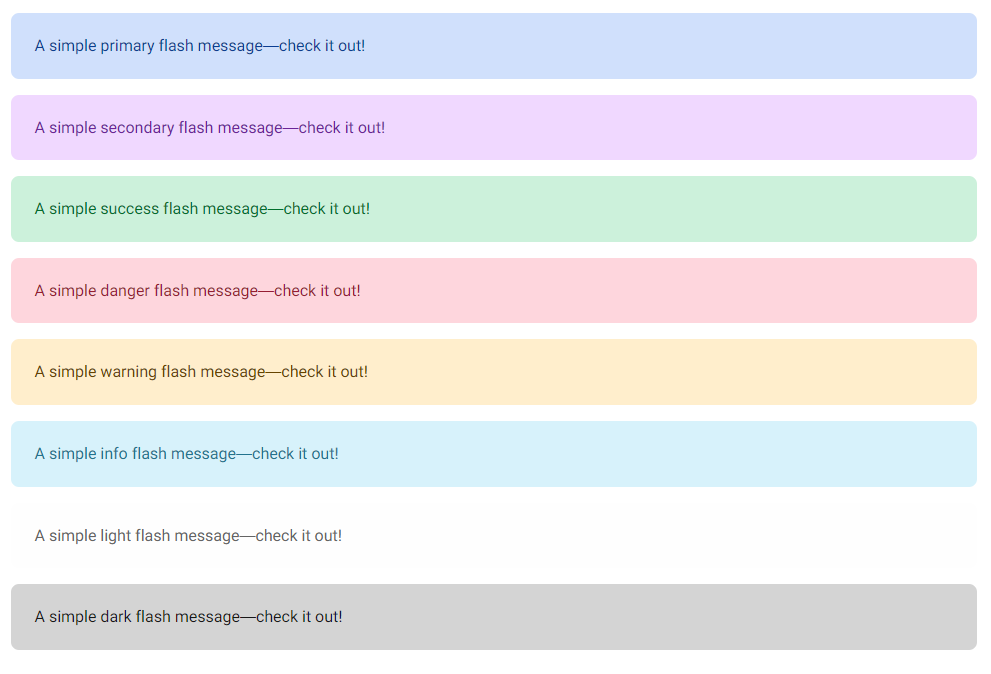 A simple primary flash message—check it out!
A simple secondary flash message—check it out!
A simple success flash message—check it out!
A simple danger flash message—check it out!
A simple warning flash message—check it out!
A simple info flash message—check it out!
A simple light flash message—check it out!
A simple dark flash message—check it out!